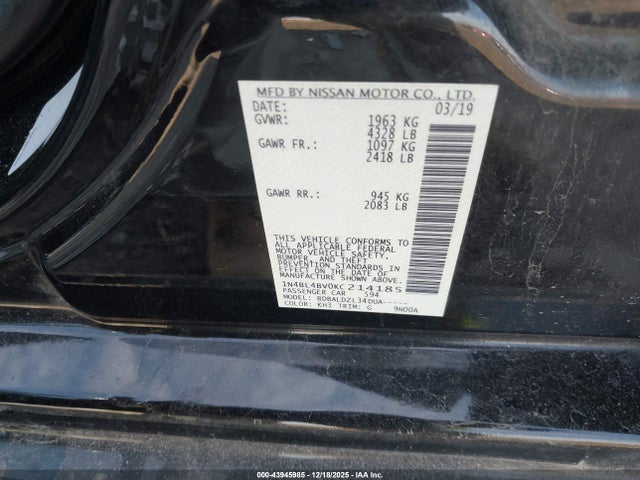 MFD BY NISSAN MOTOR CO., LTD.
DATE: 03/19
GVWR: 1963 KG
4328 LB
GAWR FR.: 1097 KG
2418 LB
GAWR RR.: 945 KG
2083 LB
THIS VEHICLE CONFORMS TO
ALL APPLICABLE FEDERAL
MOTOR VEHICLE SAFETY,
BUMPER, AND THEFT
PREVENTION STANDARDS IN
EFFECT ON THE DATE OF
MANUFACTURE SHOWN ABOVE.
1N4BL4BV0KC214185
PASSENGER CAR 594
MODEL: BDBALDZL34DUA-----
COLOR: KH3 TRIM: G 9N00A
000-43945985 | 12/18/2025 - IAA, Inc.